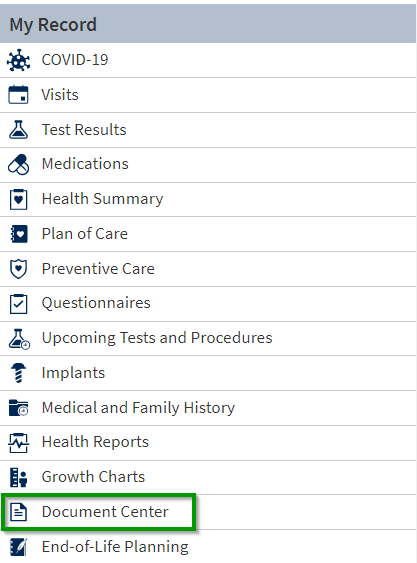 My Record
COVID-19
Visits
Test Results
Medications
Health Summary
Plan of Care
Preventive Care
Questionnaires
Upcoming Tests and Procedures
Implants
Medical and Family History
Health Reports
Growth Charts
Document Center
End-of-Life Planning